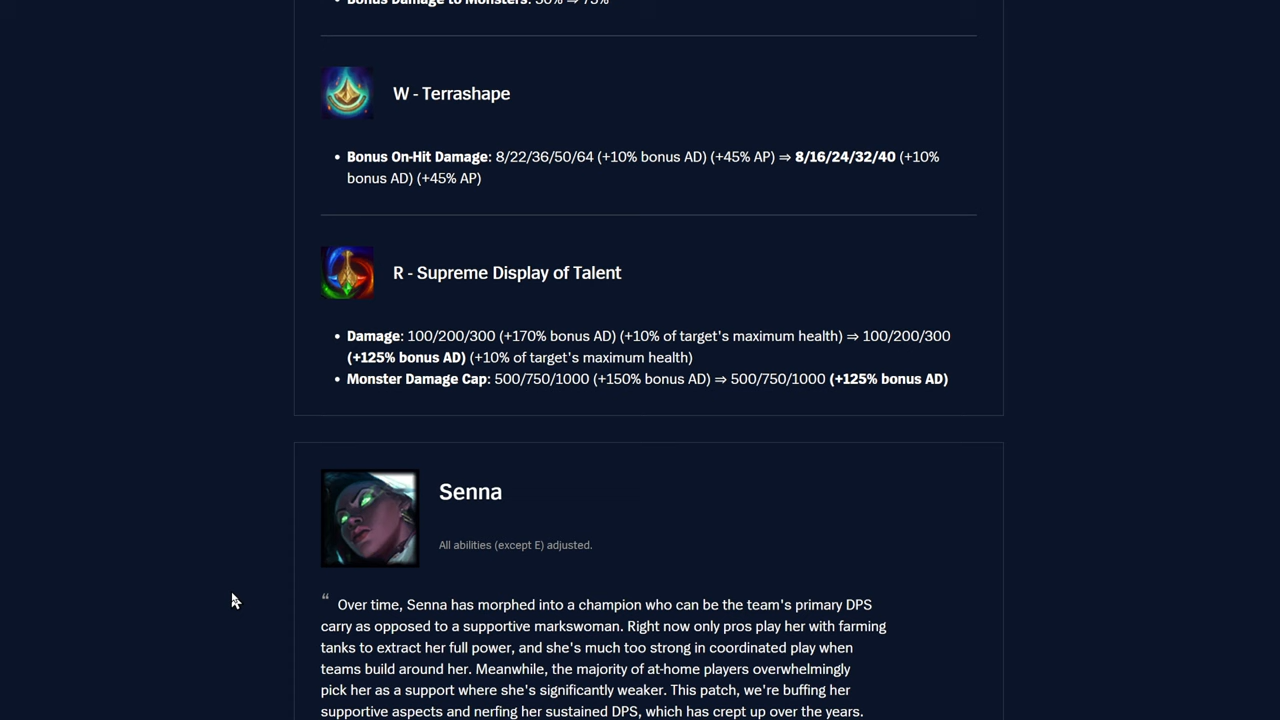 Bonus Damage to Monsters: 50% ⇒ 75%
W - Terrashape
• Bonus On-Hit Damage: 8/22/36/50/64 (+10% bonus AD) (+45% AP) ⇒ 8/16/24/32/40 (+10%
bonus AD) (+45% AP)
R - Supreme Display of Talent
• Damage: 100/200/300 (+170% bonus AD) (+10% of target's maximum health) ⇒ 100/200/300
(+125% bonus AD) (+10% of target's maximum health)
• Monster Damage Cap: 500/750/1000 (+150% bonus AD) ⇒ 500/750/1000 (+125% bonus AD)
Senna
All abilities (except E) adjusted.
“ Over time, Senna has morphed into a champion who can be the team's primary DPS
carry as opposed to a supportive markswoman. Right now only pros play her with farming
tanks to extract her full power, and she's much too strong in coordinated play when
teams build around her. Meanwhile, the majority of at-home players overwhelmingly
pick her as a support where she's significantly weaker. This patch, we're buffing her
supportive aspects and nerfing her sustained DPS, which has crept up over the years.